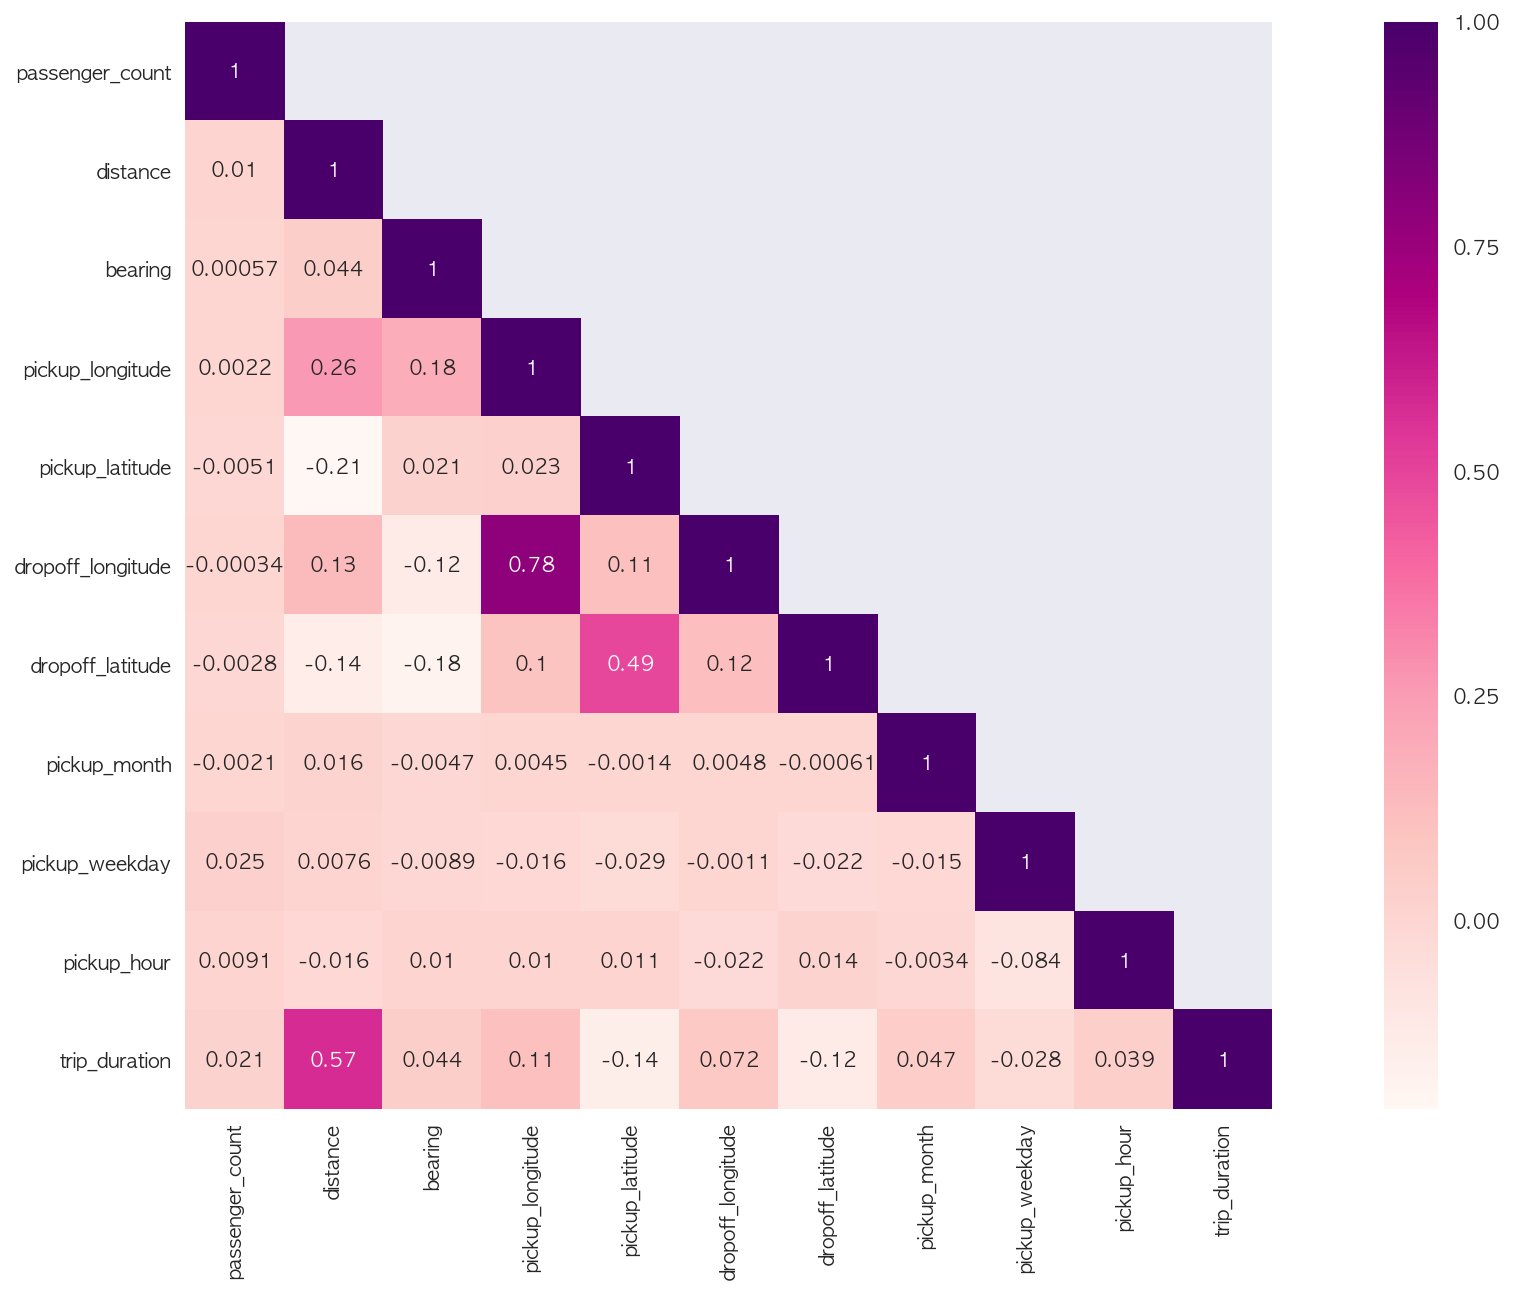 passenger_count 1
distance 0.01 1
bearing 0.00057 0.044 1
pickup_longitude 0.0022 0.26 0.18 1
pickup_latitude -0.0051 -0.21 0.021 0.023 1
dropoff_longitude -0.00034 0.13 -0.12 0.78 0.11 1
dropoff_latitude -0.0028 -0.14 -0.18 0.1 0.49 0.12 1
pickup_month -0.0021 0.016 -0.0047 0.0045 -0.0014 0.0048 -0.00061 1
pickup_weekday 0.025 0.0076 -0.0089 -0.016 -0.029 -0.0011 -0.022 -0.015 1
pickup_hour 0.0091 -0.016 0.01 0.01 0.011 -0.022 0.014 -0.0034 -0.084 1
trip_duration 0.021 0.57 0.044 0.11 -0.14 0.072 -0.12 0.047 -0.028 0.039 1
passenger_count
distance
bearing
pickup_longitude
pickup_latitude
dropoff_longitude
dropoff_latitude
pickup_month
pickup_weekday
pickup_hour
trip_duration
1.00
0.75
0.50
0.25
0.00